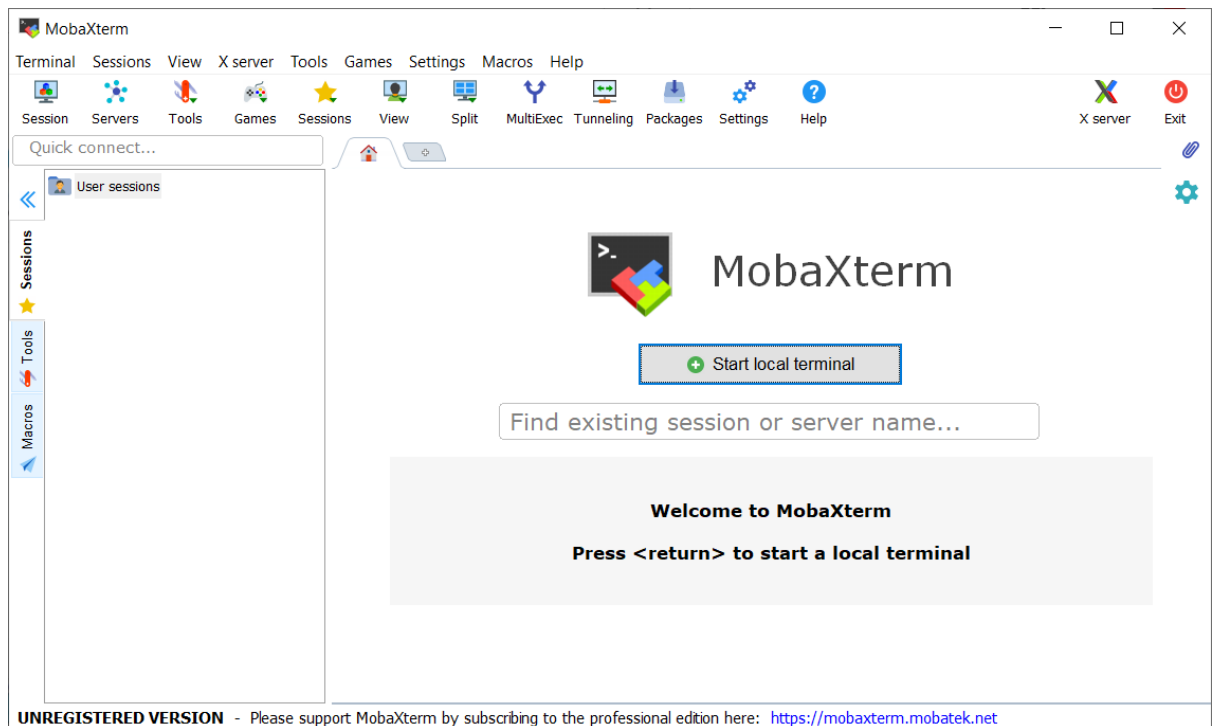 MobaXterm
Terminal Sessions View X server Tools Games Settings Macros Help
Session Servers Tools Games Sessions View Split MultiExec Tunneling Packages Settings Help X server Exit
Quick connect...
User sessions
Sessions
Tools
Macros
>_
MobaXterm
Start local terminal
Find existing session or server name...
Welcome to MobaXterm
Press <return> to start a local terminal
UNREGISTERED VERSION - Please support MobaXterm by subscribing to the professional edition here: https://mobaxterm.mobatek.net